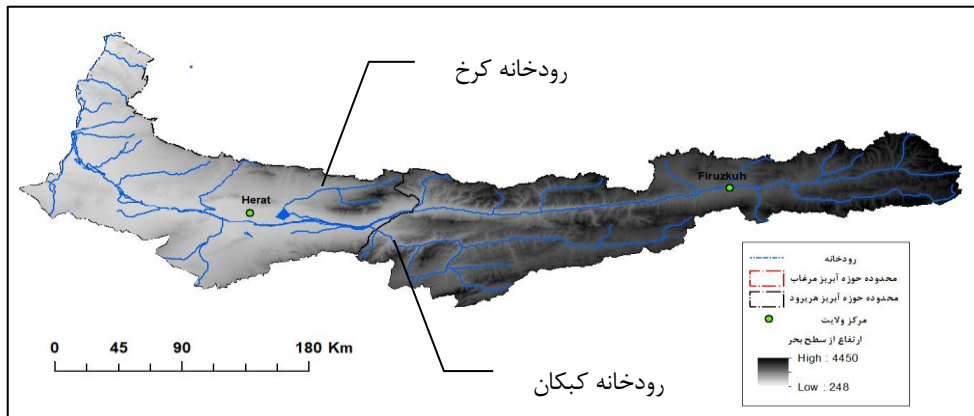 رودخانه کرخ
Firuzkuh
Herat
رودخانه
محدوده حوزه آبریز مرغاب
محدوده حوزه آبریز هریرود
مرکز ولایت
ارتفاع از سطح بحر
High : 4450
Low : 248
0 45 90 180 Km
رودخانه کبکان